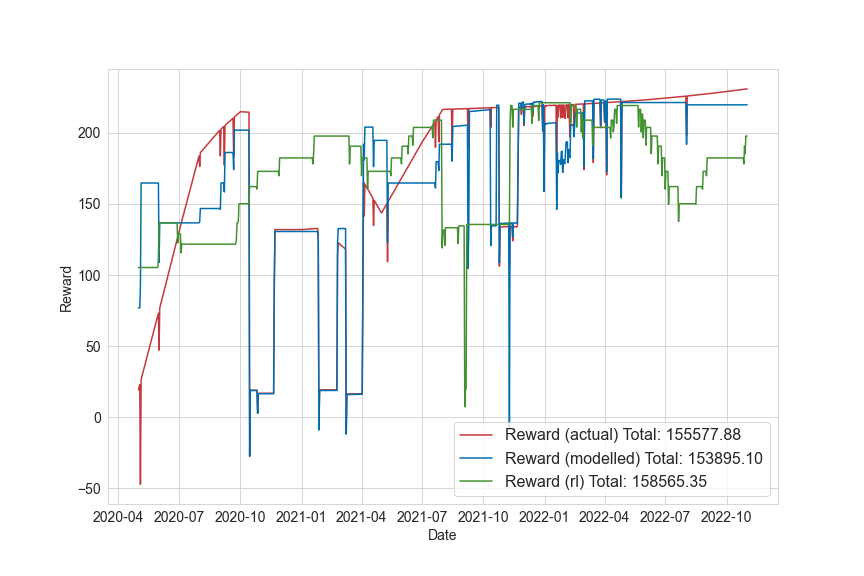 200
150
100
50
0
−50
Reward
2020-04 2020-07 2020-10 2021-01 2021-04 2021-07 2021-10 2022-01 2022-04 2022-07 2022-10
Date
Reward (actual) Total: 155577.88
Reward (modelled) Total: 153895.10
Reward (rl) Total: 158565.35